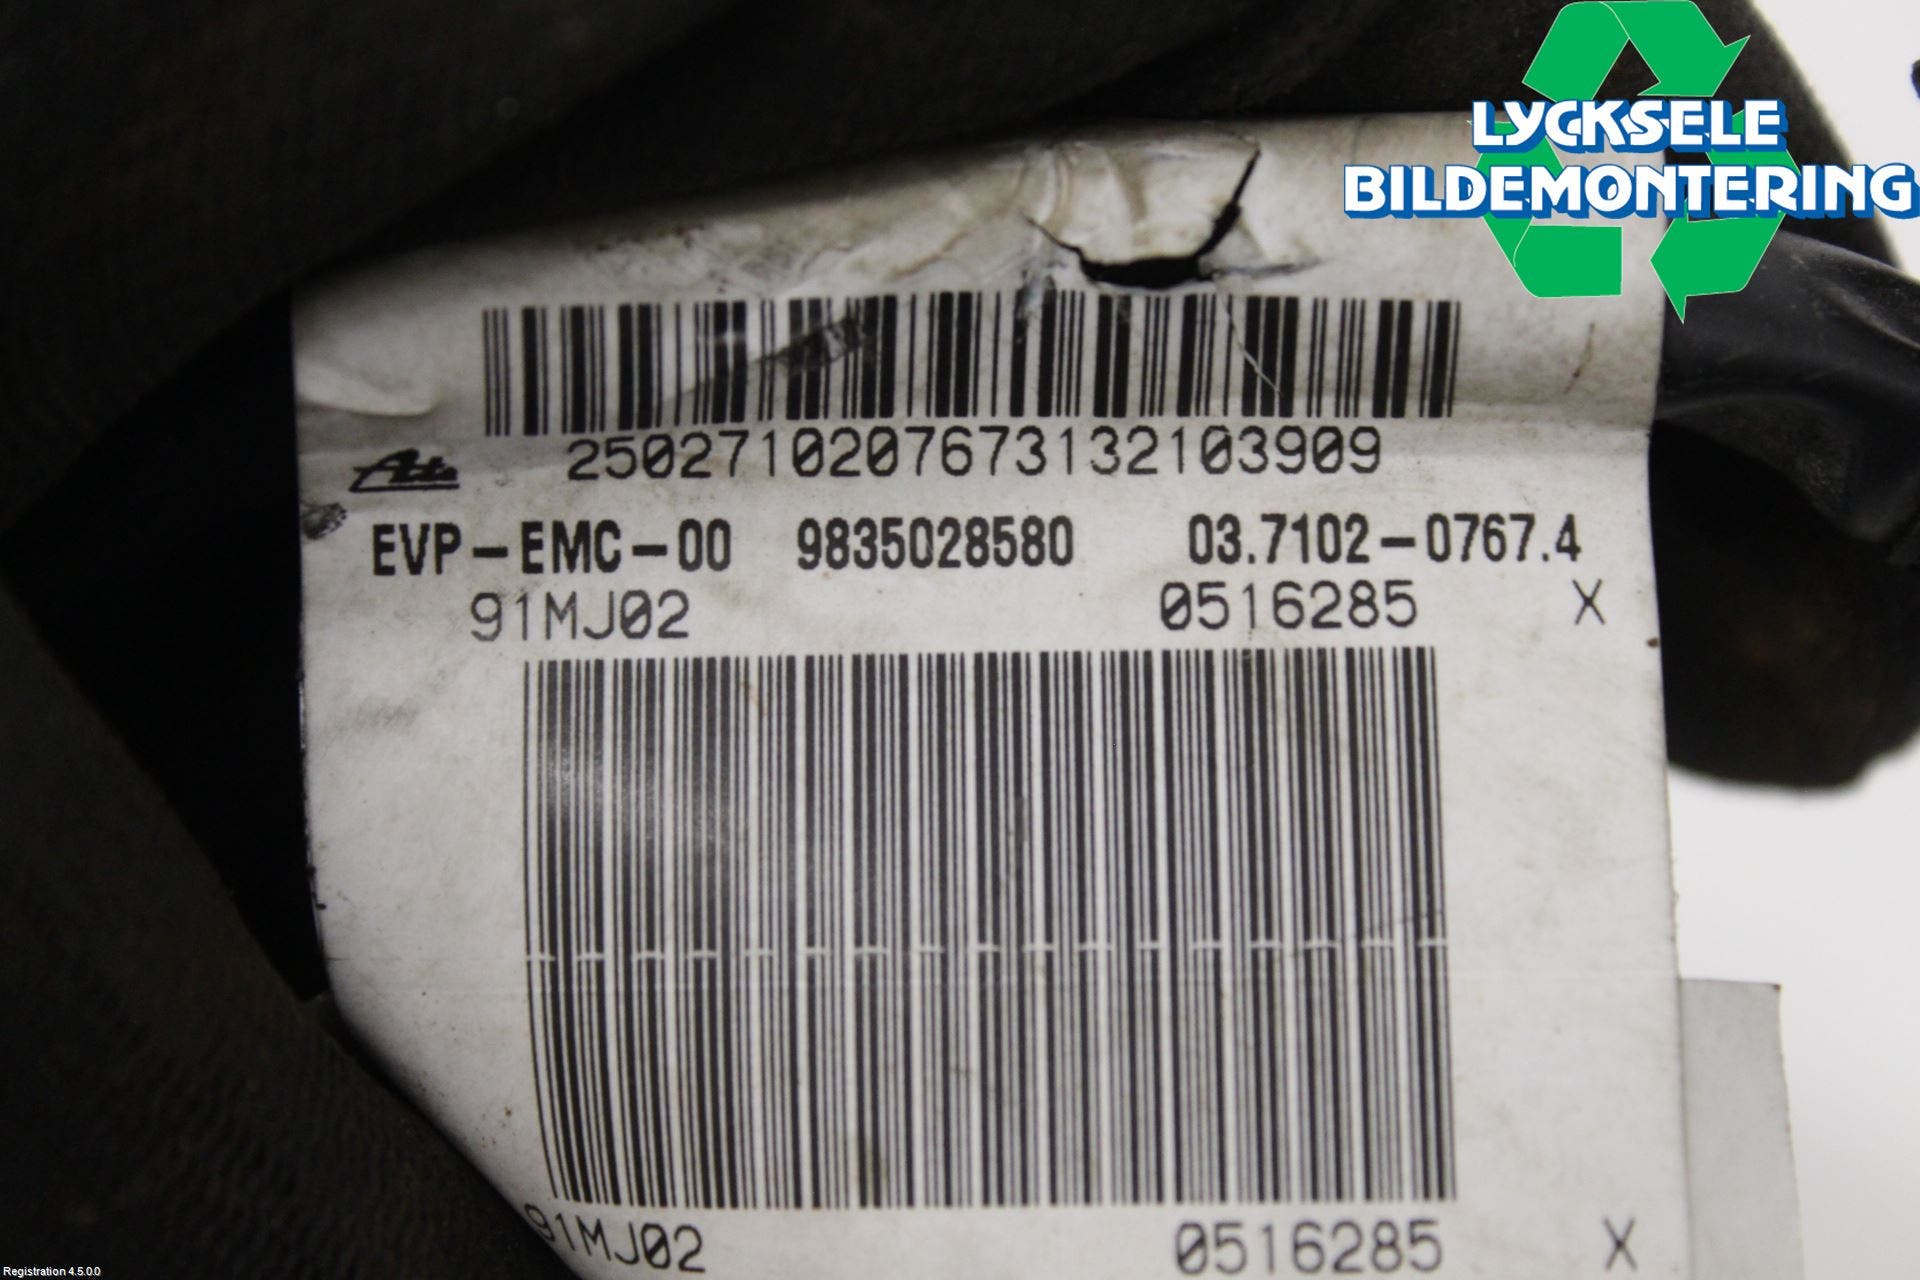 LYCKSELE
BILDEMONTERING
2502710207673132103909
Ate
EVP-EMC-00 9835028580 03.7102-0767.4
91MJ02 0516285 X
91MJ02 0516285 X
Registration 4.5.0.0